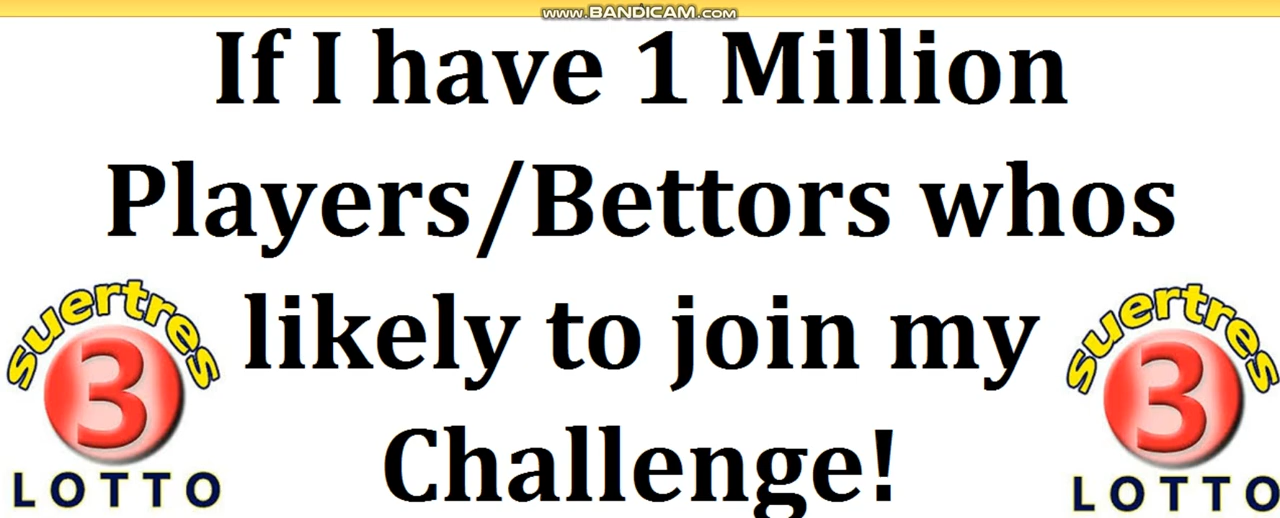 www.BANDICAM.com
If I have 1 Million
Players/Bettors whos
likely to join my
Challenge!
suertres
3
LOTTO
suertres
3
LOTTO